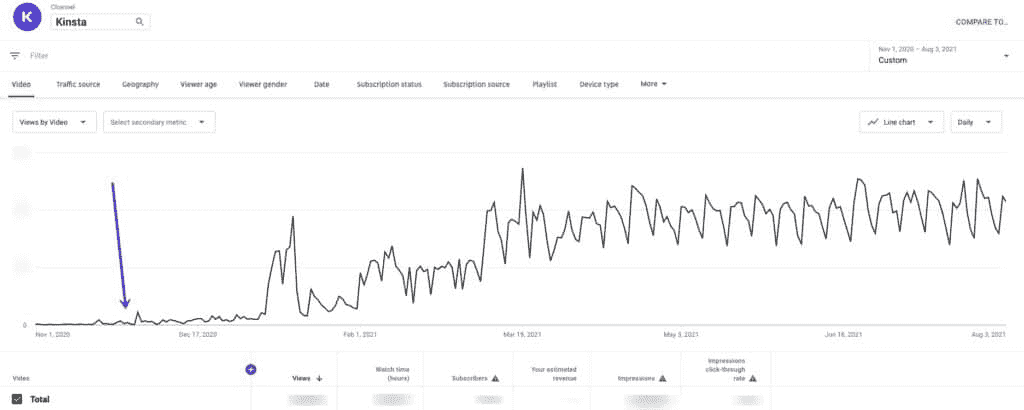 K
Channel
Kinsta
COMPARE TO...
Filter
Nov 1, 2020 – Aug 3, 2021
Custom
Video Traffic source Geography Viewer age Viewer gender Date Subscription status Subscription source Playlist Device type More
Views by Video Select secondary metric Line chart Daily
0
Nov 1, 2020 Dec 17, 2020 Feb 1, 2021 Mar 19, 2021 May 3, 2021 Jun 18, 2021 Aug 3, 2021
Video + Views Watch time (hours) Subscribers Your estimated revenue Impressions Impressions click-through rate
Total